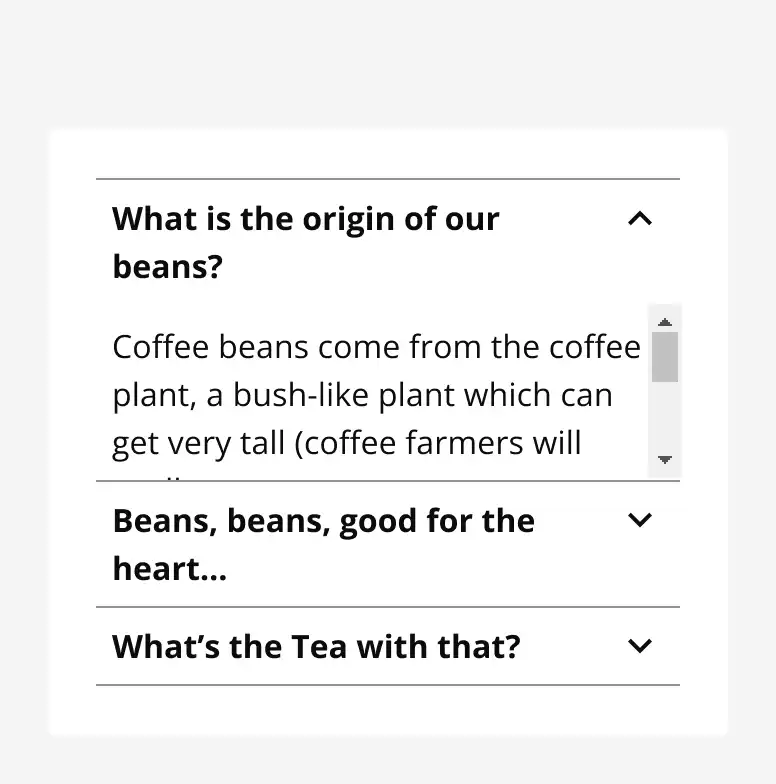 What is the origin of our
beans?
Coffee beans come from the coffee
plant, a bush-like plant which can
get very tall (coffee farmers will
Beans, beans, good for the
heart...
What’s the Tea with that?